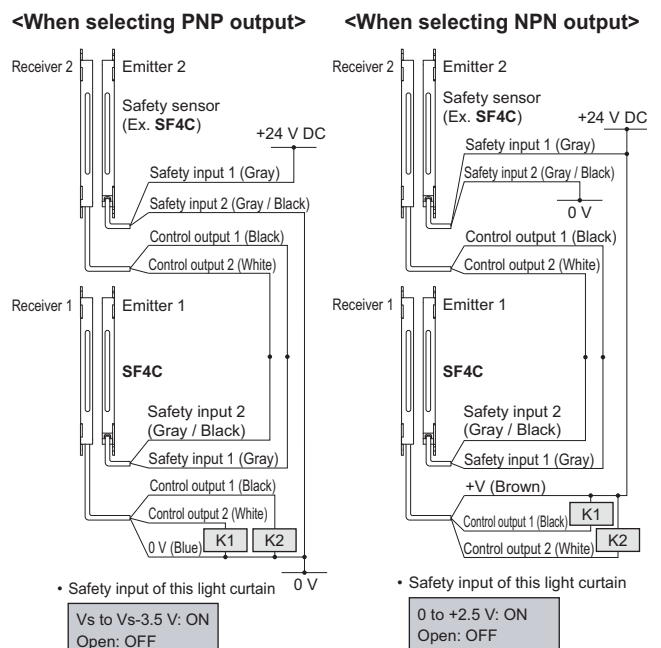 <When selecting PNP output>
Receiver 2
Emitter 2
Safety sensor
(Ex. SF4C)
+24 V DC
Safety input 1 (Gray)
Safety input 2 (Gray / Black)
Control output 1 (Black)
Control output 2 (White)
Receiver 1
Emitter 1
SF4C
Safety input 2
(Gray / Black)
Safety input 1 (Gray)
Control output 1 (Black)
Control output 2 (White)
0 V (Blue)
K1
K2
0 V
• Safety input of this light curtain
Vs to Vs-3.5 V: ON
Open: OFF
<When selecting NPN output>
Receiver 2
Emitter 2
Safety sensor
(Ex. SF4C)
+24 V DC
Safety input 1 (Gray)
Safety input 2 (Gray / Black)
0 V
Control output 1 (Black)
Control output 2 (White)
Receiver 1
Emitter 1
SF4C
Safety input 2
(Gray / Black)
Safety input 1 (Gray)
+V (Brown)
Control output 1 (Black)
K1
Control output 2 (White)
K2
• Safety input of this light curtain
0 to +2.5 V: ON
Open: OFF